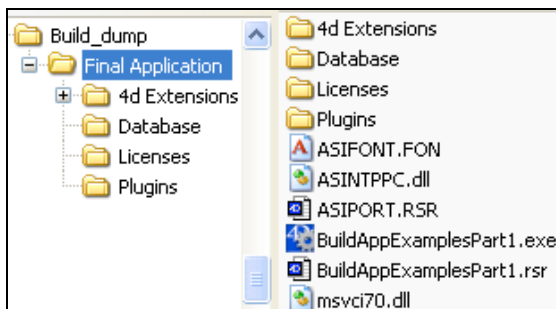 Build_dump
Final Application
4d Extensions
Database
Licenses
Plugins
4d Extensions
Database
Licenses
Plugins
ASIFONT.FON
ASINTPPC.dll
ASIPORT.RSR
BuildAppExamplesPart1.exe
BuildAppExamplesPart1.rsr
msvci70.dll